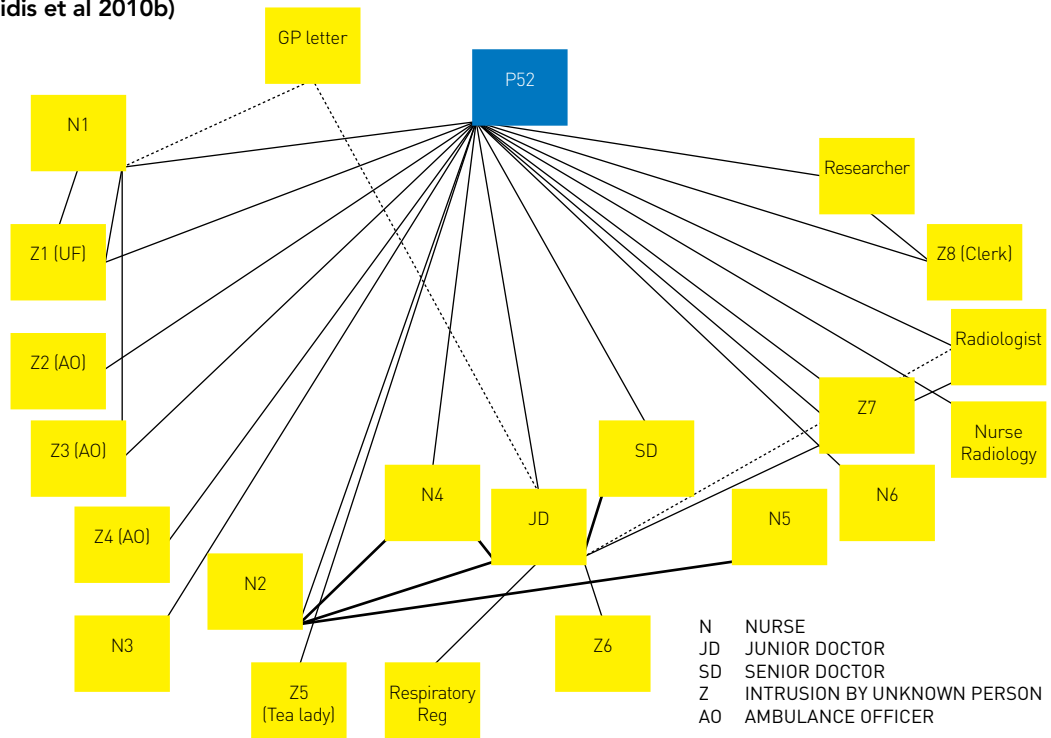 idis et al 2010b)
GP letter
P52
N1
Researcher
Z1 (UF)
Z8 (Clerk)
Radiologist
Z2 (AO)
Z7
Nurse
Radiology
Z3 (AO)
SD
N4
N6
JD
N5
Z4 (AO)
N2
N3
Z6
Z5
(Tea lady)
Respiratory
Reg
N NURSE
JD JUNIOR DOCTOR
SD SENIOR DOCTOR
Z INTRUSION BY UNKNOWN PERSON
AO AMBULANCE OFFICER